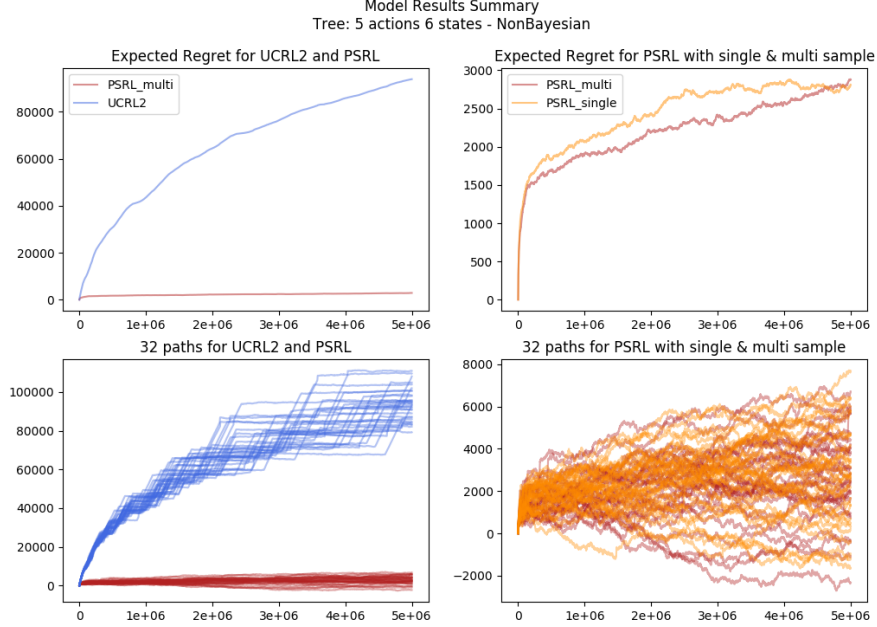 Model Results Summary
Tree: 5 actions 6 states - NonBayesian
Expected Regret for UCRL2 and PSRL
PSRL_multi
UCRL2
80000
60000
40000
20000
0
0 1e+06 2e+06 3e+06 4e+06 5e+06
Expected Regret for PSRL with single & multi sample
PSRL_multi
PSRL_single
3000
2500
2000
1500
1000
500
0
0 1e+06 2e+06 3e+06 4e+06 5e+06
32 paths for UCRL2 and PSRL
100000
80000
60000
40000
20000
0
0 1e+06 2e+06 3e+06 4e+06 5e+06
32 paths for PSRL with single & multi sample
8000
6000
4000
2000
0
−2000
0 1e+06 2e+06 3e+06 4e+06 5e+06